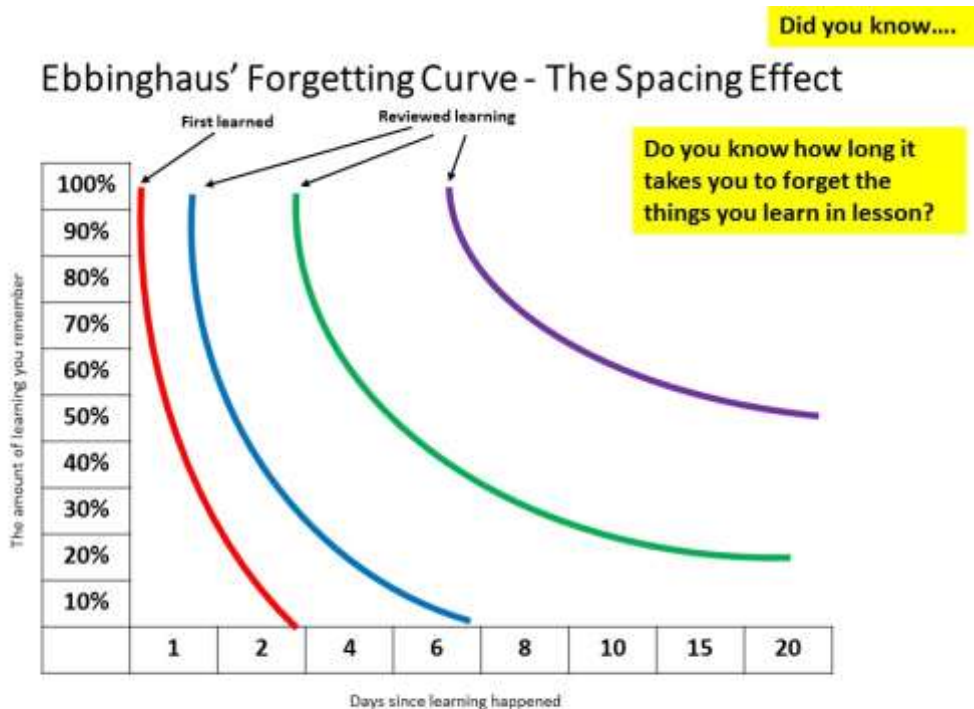 Did you know....
Ebbinghaus' Forgetting Curve - The Spacing Effect
First learned
Reviewed learning
Do you know how long it
takes you to forget the
things you learn in lesson?
The amount of learning you remember
100%
90%
80%
70%
60%
50%
40%
30%
20%
10%
1 2 4 6 8 10 15 20
Days since learning happened